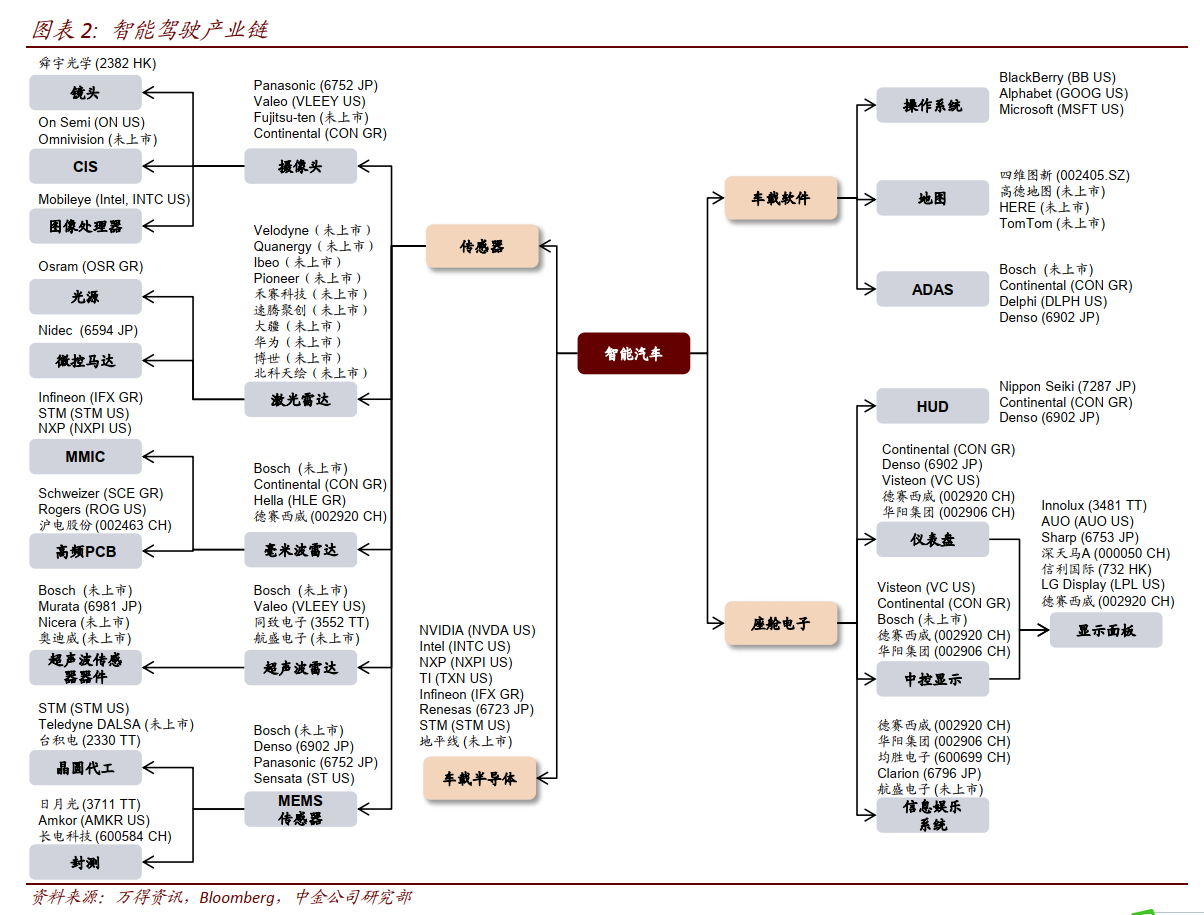 图表 2: 智能驾驶产业链
舜宇光学 (2382 HK)
镜头
On Semi (ON US)
Omnivision (未上市)
CIS
Mobileye (Intel, INTC US)
图像处理器
Osram (OSR GR)
光源
Nidec (6594 JP)
微控马达
Infineon (IFX GR)
STM (STM US)
NXP (NXPI US)
MMIC
Schweizer (SCE GR)
Rogers (ROG US)
沪电股份 (002463 CH)
高频PCB
Bosch (未上市)
Murata (6981 JP)
Nicera (未上市)
奥迪威 (未上市)
超声波传感
器器件
STM (STM US)
Teledyne DALSA (未上市)
台积电 (2330 TT)
晶圆代工
日月光 (3711 TT)
Amkor (AMKR US)
长电科技 (600584 CH)
封测
Panasonic (6752 JP)
Valeo (VLEEY US)
Fujitsu-ten (未上市)
Continental (CON GR)
摄像头
Velodyne（未上市）
Quanergy（未上市）
Ibeo（未上市）
Pioneer（未上市）
禾赛科技（未上市）
速腾聚创（未上市）
大疆（未上市）
华为（未上市）
博世（未上市）
北科天绘（未上市）
激光雷达
Bosch (未上市)
Continental (CON GR)
Hella (HLE GR)
德赛西威 (002920 CH)
毫米波雷达
Bosch (未上市)
Valeo (VLEEY US)
同致电子 (3552 TT)
航盛电子 (未上市)
超声波雷达
Bosch (未上市)
Denso (6902 JP)
Panasonic (6752 JP)
Sensata (ST US)
MEMS
传感器
传感器
NVIDIA (NVDA US)
Intel (INTC US)
NXP (NXPI US)
TI (TXN US)
Infineon (IFX GR)
Renesas (6723 JP)
STM (STM US)
地平线 (未上市)
车载半导体
智能汽车
车载软件
BlackBerry (BB US)
Alphabet (GOOG US)
Microsoft (MSFT US)
操作系统
四维图新 (002405.SZ)
高德地图 (未上市)
HERE (未上市)
TomTom (未上市)
地图
Bosch (未上市)
Continental (CON GR)
Delphi (DLPH US)
Denso (6902 JP)
ADAS
座舱电子
Nippon Seiki (7287 JP)
Continental (CON GR)
Denso (6902 JP)
HUD
Continental (CON GR)
Denso (6902 JP)
Visteon (VC US)
德赛西威 (002920 CH)
华阳集团 (002906 CH)
仪表盘
Visteon (VC US)
Continental (CON GR)
Bosch (未上市)
德赛西威 (002920 CH)
华阳集团 (002906 CH)
中控显示
德赛西威 (002920 CH)
华阳集团 (002906 CH)
均胜电子 (600699 CH)
Clarion (6796 JP)
航盛电子 (未上市)
信息娱乐
系统
Innolux (3481 TT)
AUO (AUO US)
Sharp (6753 JP)
深天马A (000050 CH)
信利国际 (732 HK)
LG Display (LPL US)
德赛西威 (002920 CH)
显示面板
资料来源：万得资讯，Bloomberg，中金公司研究部